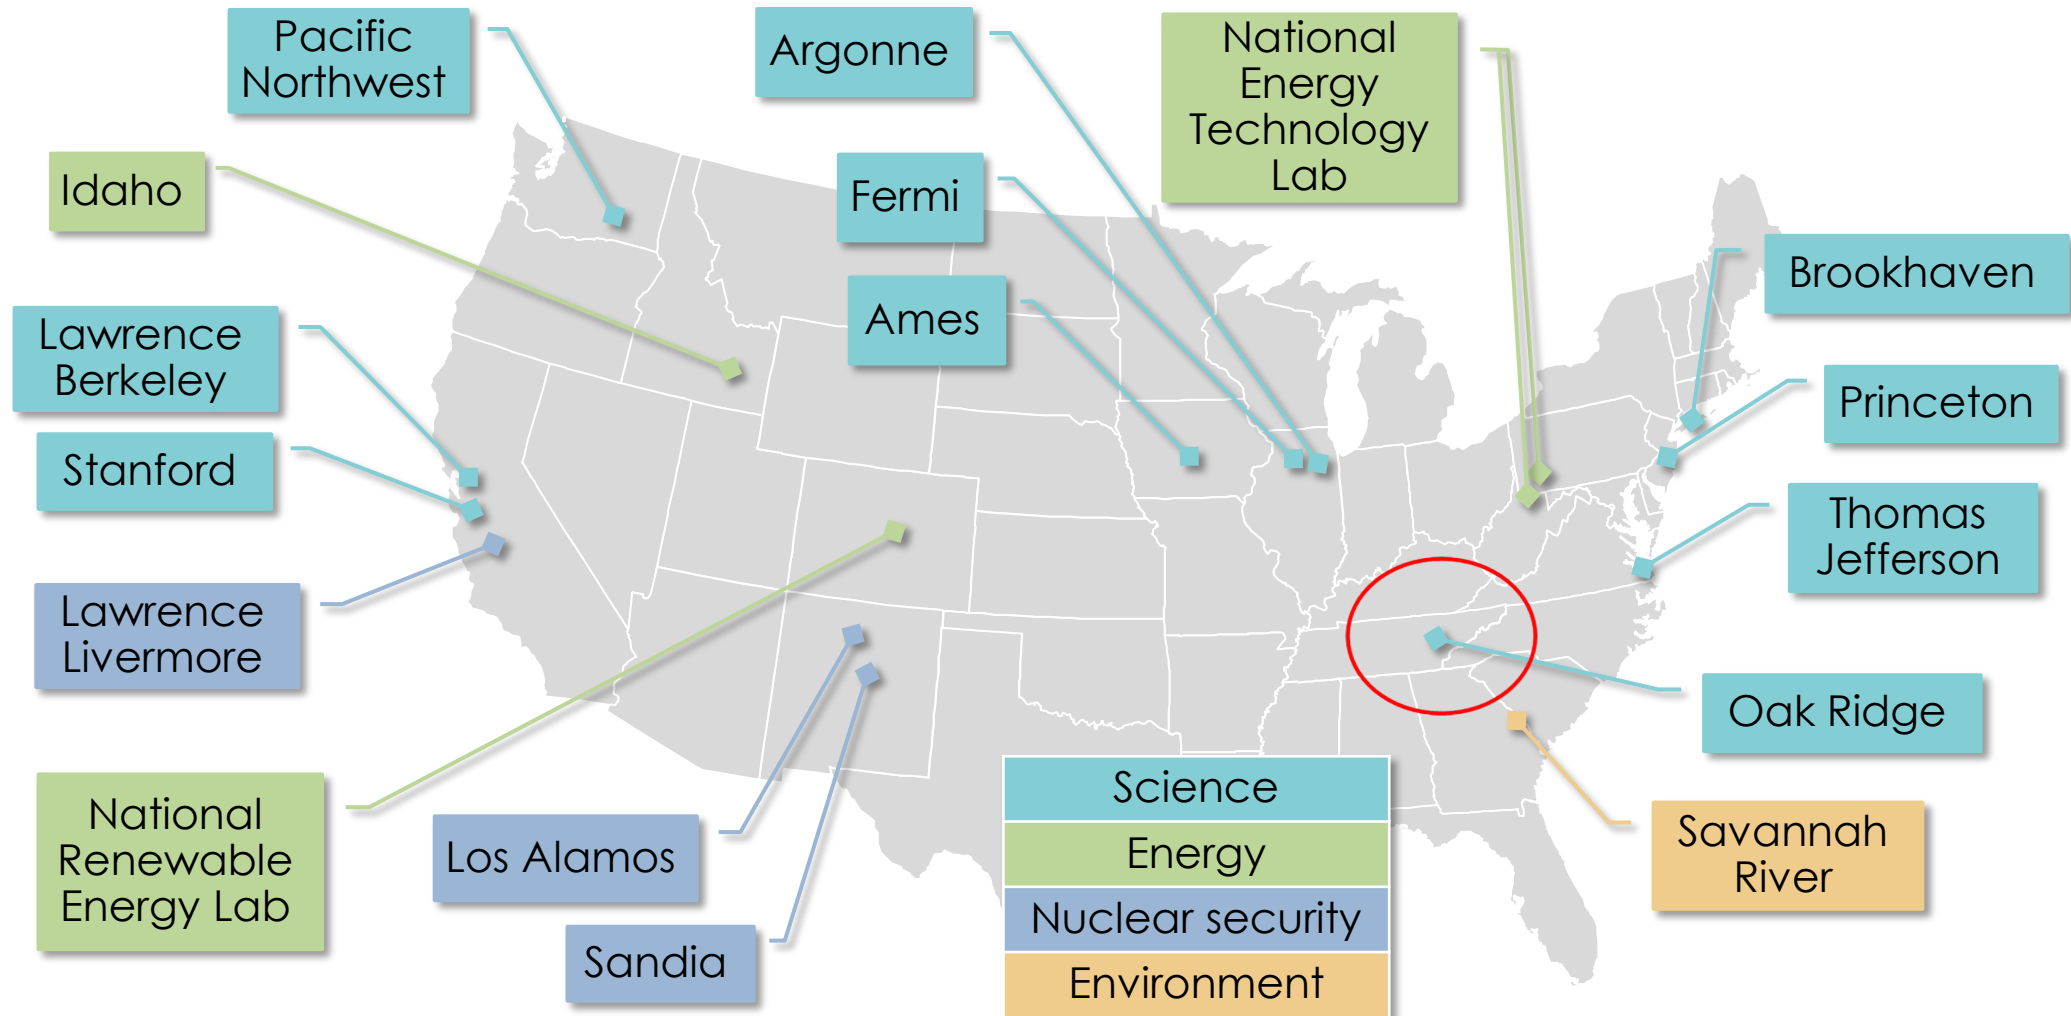 Pacific
Northwest
Argonne
National
Energy
Technology
Lab
Idaho
Fermi
Brookhaven
Ames
Lawrence
Berkeley
Princeton
Stanford
Thomas
Jefferson
Lawrence
Livermore
Oak Ridge
National
Renewable
Energy Lab
Los Alamos
Sandia
Science
Energy
Nuclear security
Environment
Savannah
River